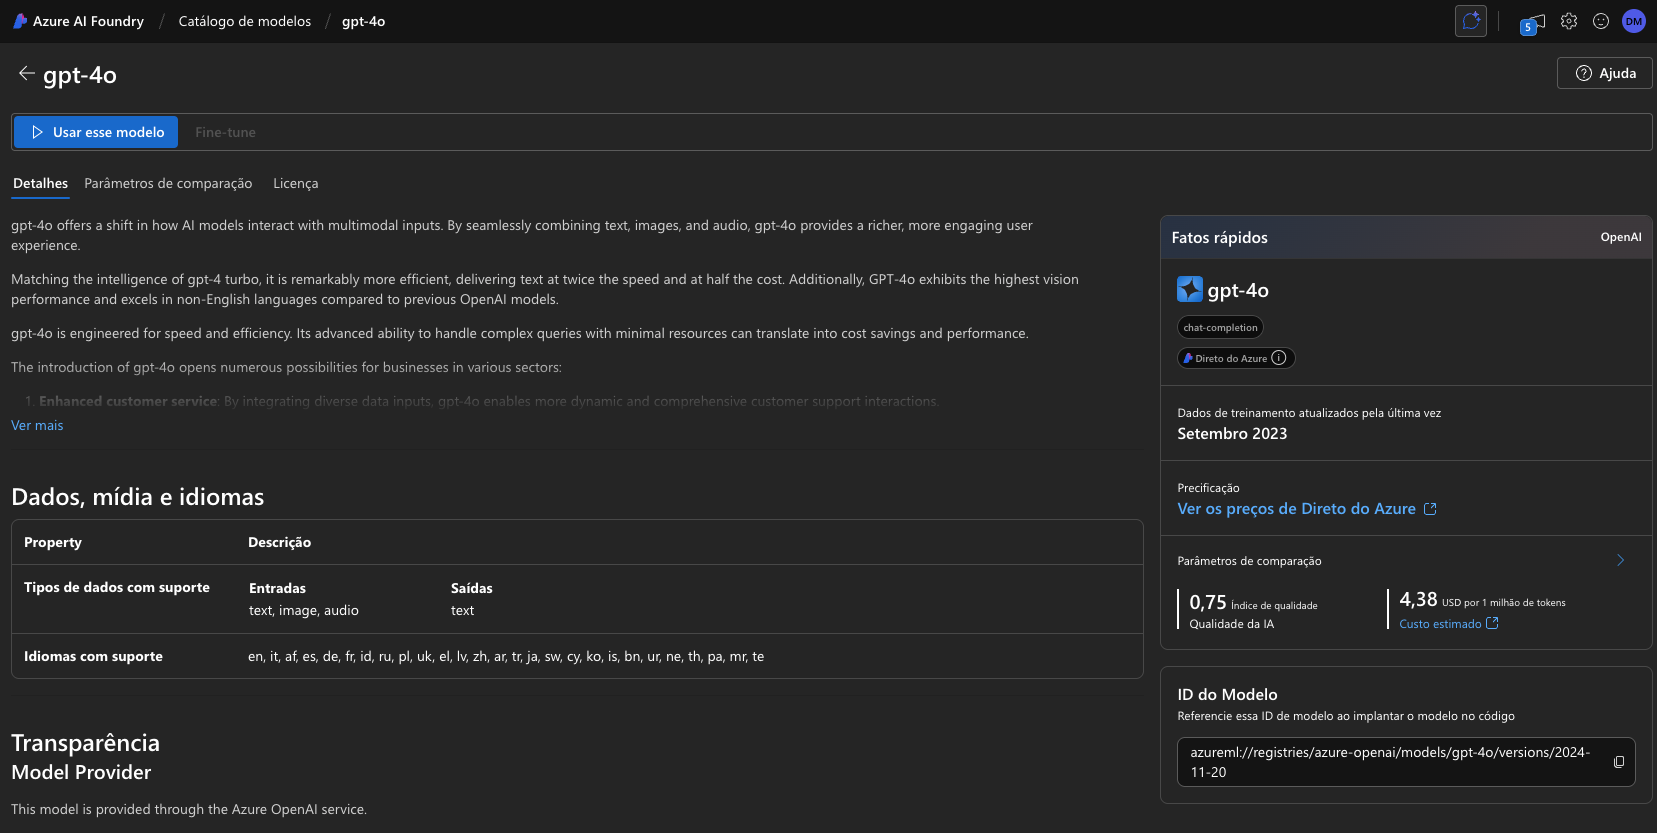 Azure AI Foundry / Catálogo de modelos / gpt-4o
5
DM
gpt-4o
Ajuda
Usar esse modelo
Fine-tune
Detalhes
Parâmetros de comparação
Licença
gpt-4o offers a shift in how AI models interact with multimodal inputs. By seamlessly combining text, images, and audio, gpt-4o provides a richer, more engaging user
experience.
Matching the intelligence of gpt-4 turbo, it is remarkably more efficient, delivering text at twice the speed and at half the cost. Additionally, GPT-4o exhibits the highest vision
performance and excels in non-English languages compared to previous OpenAI models.
gpt-4o is engineered for speed and efficiency. Its advanced ability to handle complex queries with minimal resources can translate into cost savings and performance.
The introduction of gpt-4o opens numerous possibilities for businesses in various sectors:
1. Enhanced customer service: By integrating diverse data inputs, gpt-4o enables more dynamic and comprehensive customer support interactions.
Ver mais
Dados, mídia e idiomas
Property
Descrição
Tipos de dados com suporte
Entradas
Saídas
text, image, audio
text
Idiomas com suporte
en, it, af, es, de, fr, id, ru, pl, uk, el, lv, zh, ar, tr, ja, sw, cy, ko, is, bn, ur, ne, th, pa, mr, te
Transparência
Model Provider
This model is provided through the Azure OpenAI service.
Fatos rápidos
OpenAI
gpt-4o
chat-completion
Direto do Azure
Dados de treinamento atualizados pela última vez
Setembro 2023
Precificação
Ver os preços de Direto do Azure
Parâmetros de comparação
0,75 Índice de qualidade
Qualidade da IA
4,38 USD por 1 milhão de tokens
Custo estimado
ID do Modelo
Referencie essa ID de modelo ao implantar o modelo no código
azureml://registries/azure-openai/models/gpt-4o/versions/2024-
11-20